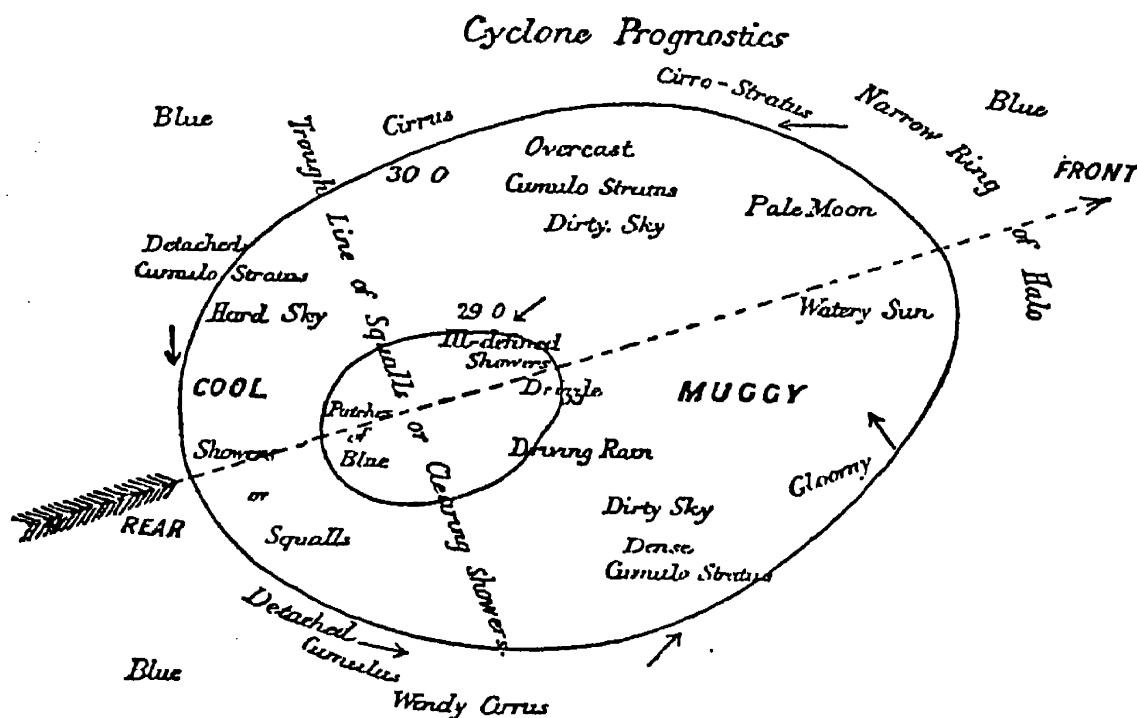 Cyclone Prognostics
Cirro-Stratus
Narrow Ring
of Halo
Blue
Blue
Cirrus
Trough
Line of Squalls or Clearing showers.
30 0
Overcast
Cumulo Stratus
Dirty. Sky
Pale Moon
FRONT
Detached
Cumulo Stratus
Hard Sky
29 0
Ill-defined
Showers
Drizzle
Watery Sun
COOL
MUGGY
Patches
of
Blue
Driving Rain
Showers
or
Squalls
Gloomy
REAR
Dirty Sky
Dense
Cumulo Stratus
Detached
Cumulus
Blue
Windy Cirrus